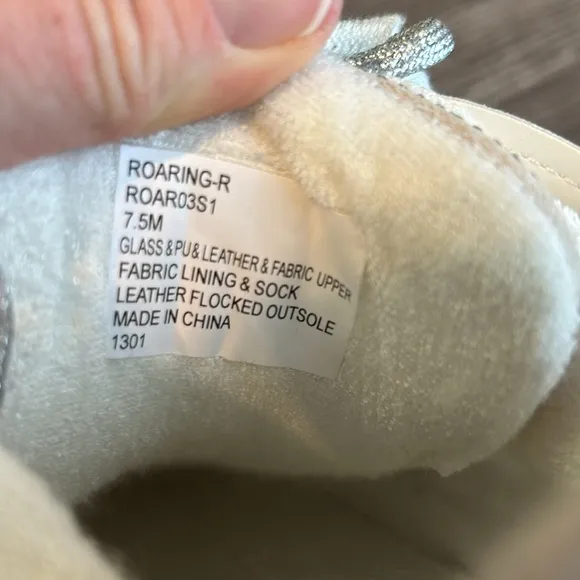 ROARING-R
ROAR03S1
7.5M
GLASS &PU& LEATHER & FABRIC UPPER
FABRIC LINING & SOCK
LEATHER FLOCKED OUTSOLE
MADE IN CHINA
1301